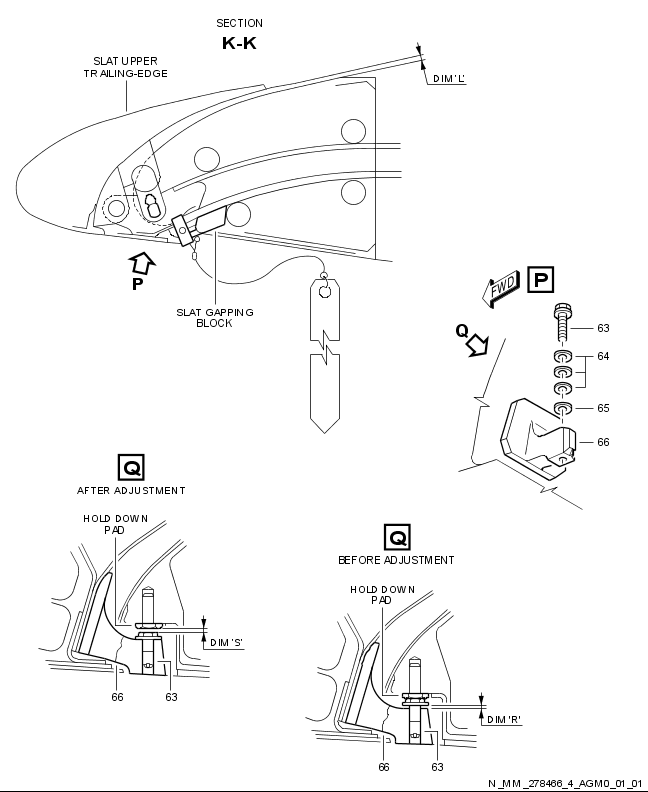 SECTION
K-K
SLAT UPPER
TRAILING-EDGE
DIM'L'
P
SLAT GAPPING
BLOCK
FWD
P
Q
63
64
65
66
Q
AFTER ADJUSTMENT
HOLD DOWN
PAD
DIM'S'
66
63
Q
BEFORE ADJUSTMENT
HOLD DOWN
PAD
DIM'R'
66
63
N_MM_278466_4_AGM0_01_01